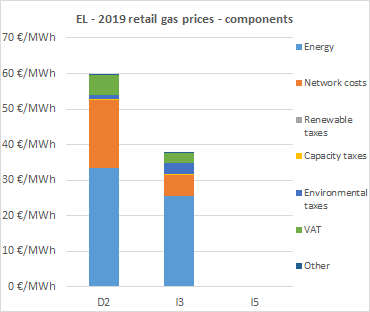 EL - 2019 retail gas prices - components
70 €/MWh
60 €/MWh
50 €/MWh
40 €/MWh
30 €/MWh
20 €/MWh
10 €/MWh
0 €/MWh
D2
I3
I5
Energy
Network costs
Renewable
taxes
Capacity taxes
Environmental
taxes
VAT
Other